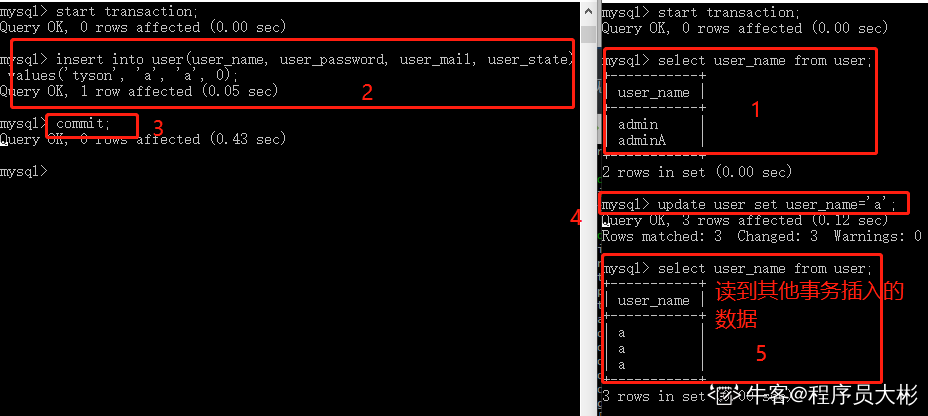 mysql> start transaction;
Query OK, 0 rows affected (0.00 sec)
mysql> insert into user(user_name, user_password, user_mail, user_state)
values('tyson', 'a', 'a', 0);
Query OK, 1 row affected (0.05 sec)
2
mysql> commit;
3
Query OK, 0 rows affected (0.43 sec)
mysql>
mysql> start transaction;
Query OK, 0 rows affected (0.00 sec)
mysql> select user_name from user;
+-----------+
| user_name |
+-----------+
| admin
| adminA |
+-----------+
1
2 rows in set (0.00 sec)
4
mysql> update user set user_name='a';
Query OK, 3 rows affected (0.12 sec)
Rows matched: 3 Changed: 3 Warnings: 0
mysql> select user_name from user;
+-----------+
| user_name |
+-----------+
| a |
| a |
| a |
+-----------+
读到其他事务插入的
数据
5
3 rows in set
.00 sec)
牛客@程序员大彬